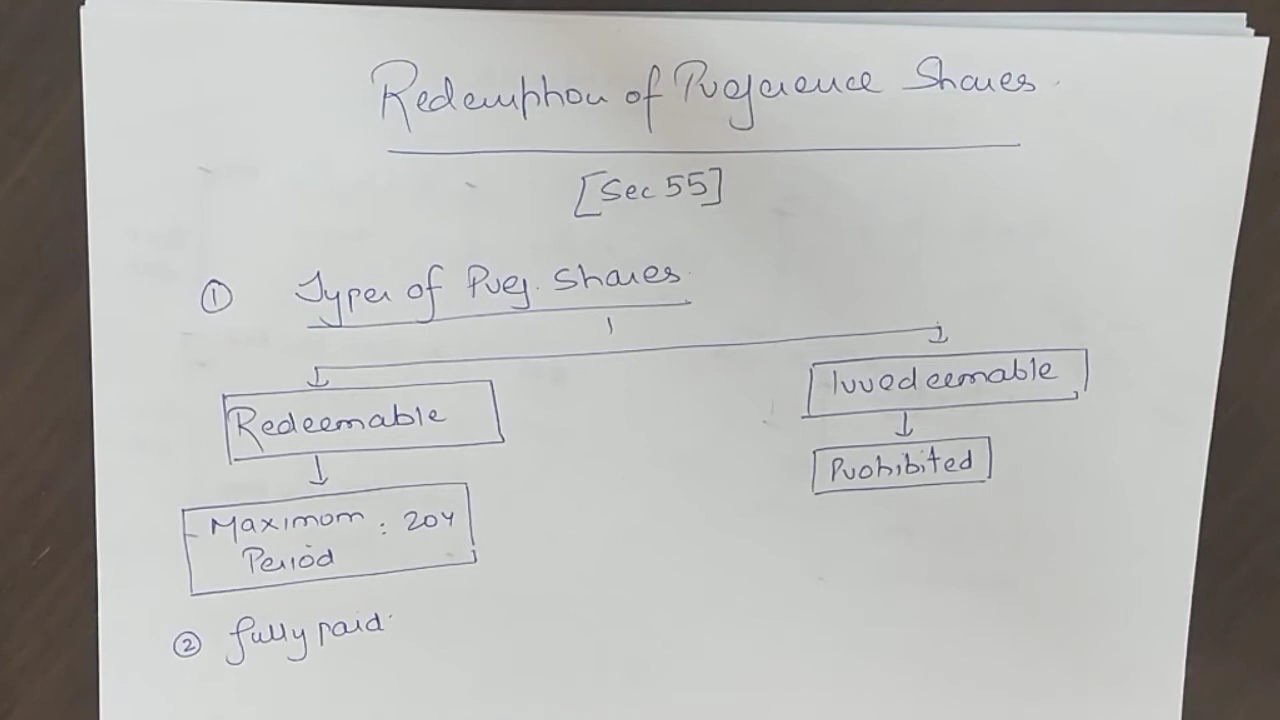 Redemption of Preference Shares
[Sec 55]
① Types of Pref. Shares
Redeemable
Irredeemable
Prohibited
Maximum : 20y
Period
② fully paid